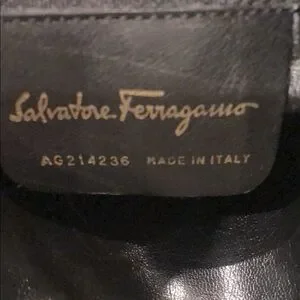 Salvatore Ferragamo
AG214236 MADE IN ITALY